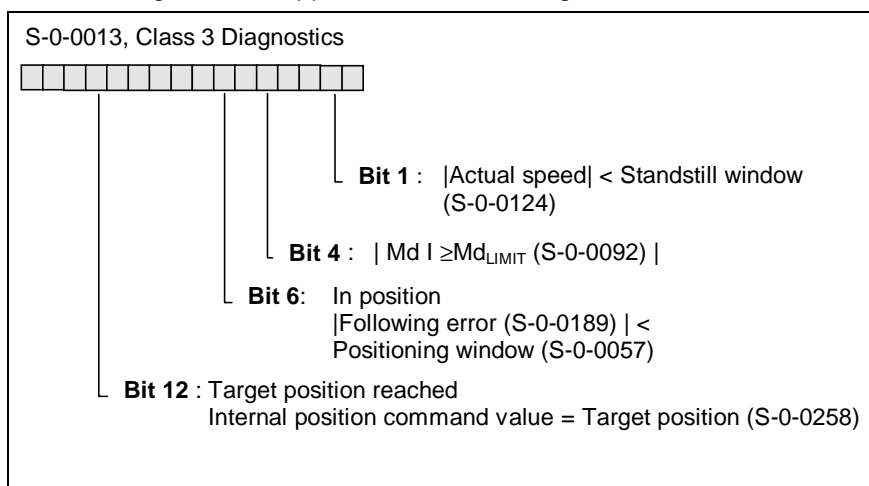 S-0-0013, Class 3 Diagnostics
Bit 1 : |Actual speed| < Standstill window
(S-0-0124)
Bit 4 : | Md I ≥MdLIMIT (S-0-0092) |
Bit 6: In position
|Following error (S-0-0189) | <
Positioning window (S-0-0057)
Bit 12 : Target position reached
Internal position command value = Target position (S-0-0258)